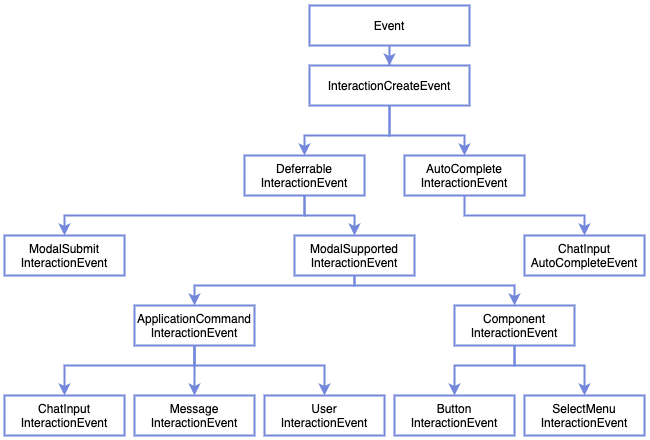 Event
InteractionCreateEvent
Deferrable
InteractionEvent
AutoComplete
InteractionEvent
ModalSubmit
InteractionEvent
ModalSupported
InteractionEvent
ChatInput
AutoCompleteEvent
ApplicationCommand
InteractionEvent
Component
InteractionEvent
ChatInput
InteractionEvent
Message
InteractionEvent
User
InteractionEvent
Button
InteractionEvent
SelectMenu
InteractionEvent